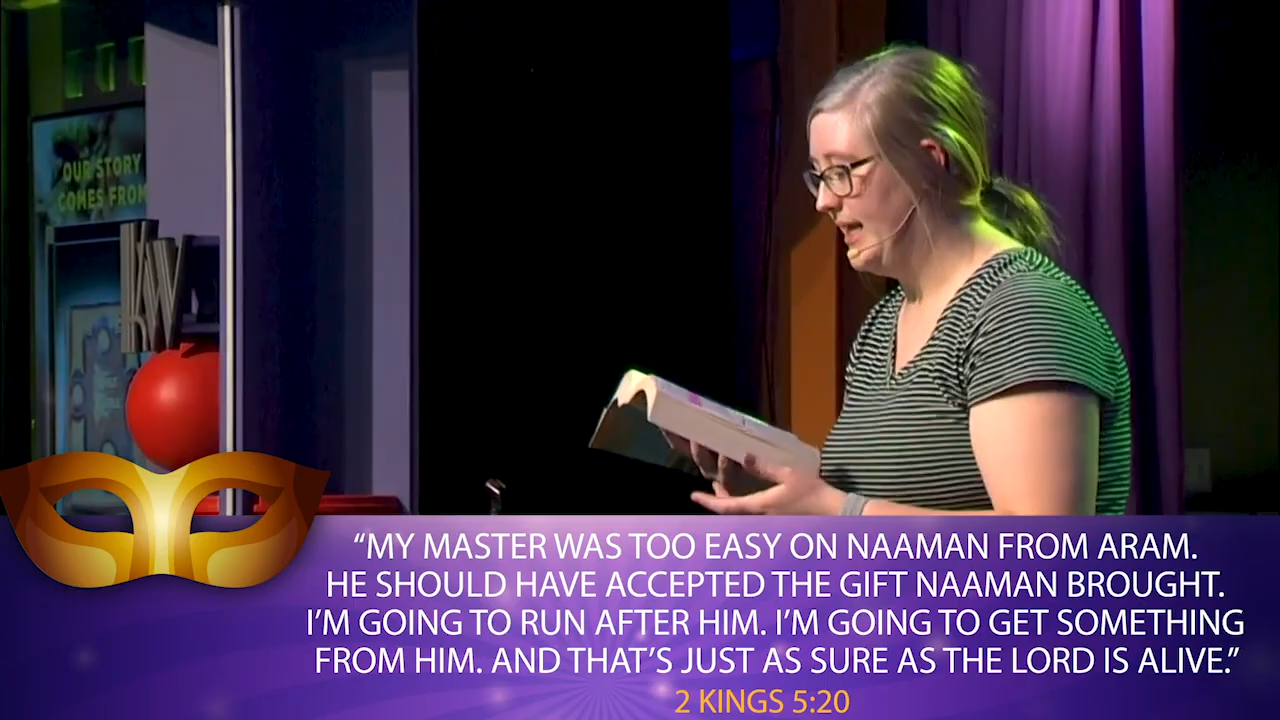 OUR STORY
COMES FROM
KW
“MY MASTER WAS TOO EASY ON NAAMAN FROM ARAM.
HE SHOULD HAVE ACCEPTED THE GIFT NAAMAN BROUGHT.
I’M GOING TO RUN AFTER HIM. I’M GOING TO GET SOMETHING
FROM HIM. AND THAT’S JUST AS SURE AS THE LORD IS ALIVE.”
2 KINGS 5:20